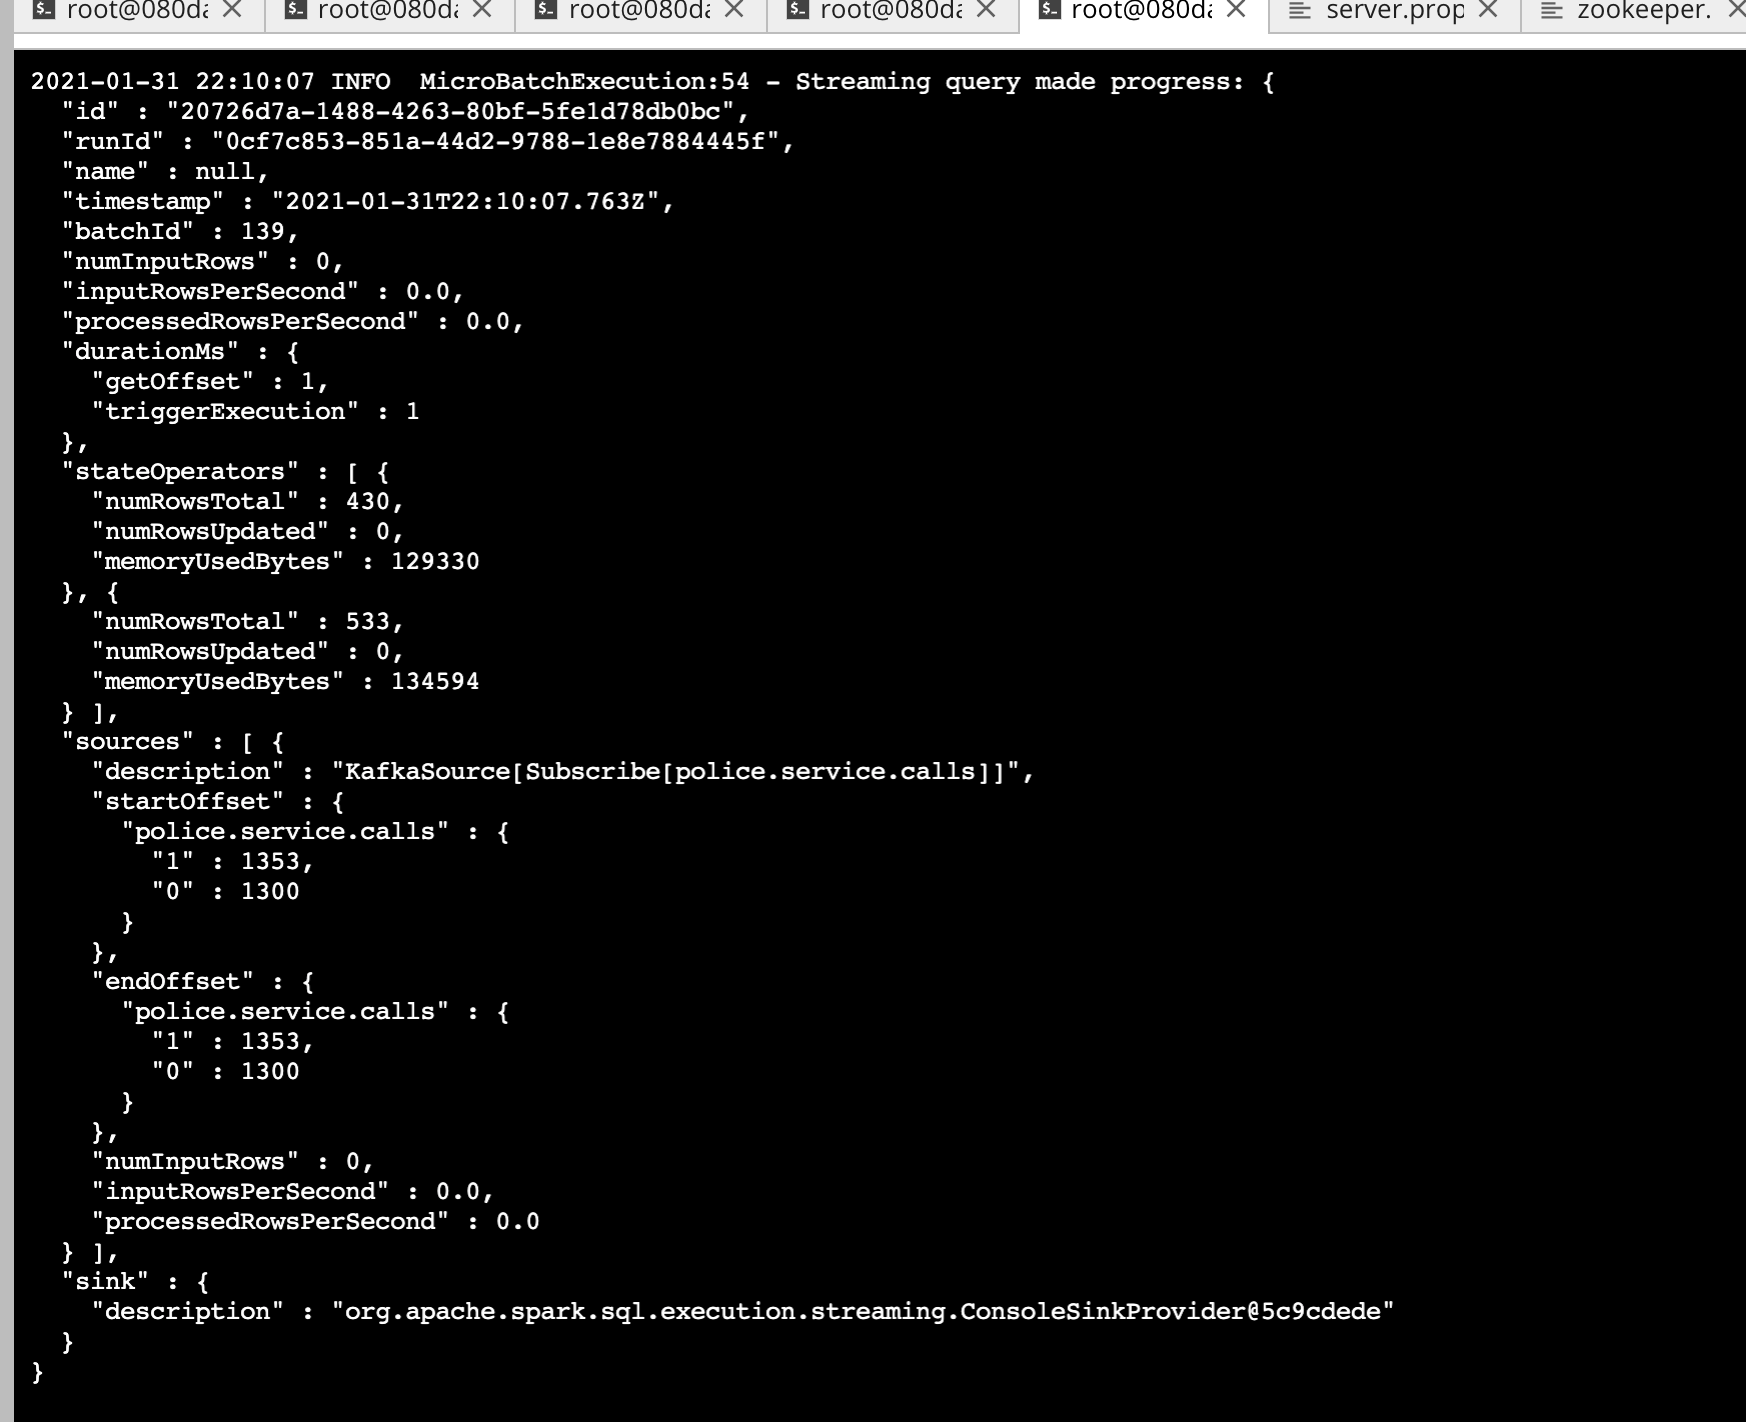 root@080da root@080da root@080da root@080da root@080da server.prop zookeeper.
2021-01-31 22:10:07 INFO  MicroBatchExecution:54 - Streaming query made progress: {
  "id" : "20726d7a-1488-4263-80bf-5fe1d78db0bc",
  "runId" : "0cf7c853-851a-44d2-9788-1e8e7884445f",
  "name" : null,
  "timestamp" : "2021-01-31T22:10:07.763Z",
  "batchId" : 139,
  "numInputRows" : 0,
  "inputRowsPerSecond" : 0.0,
  "processedRowsPerSecond" : 0.0,
  "durationMs" : {
    "getOffset" : 1,
    "triggerExecution" : 1
  },
  "stateOperators" : [ {
    "numRowsTotal" : 430,
    "numRowsUpdated" : 0,
    "memoryUsedBytes" : 129330
  }, {
    "numRowsTotal" : 533,
    "numRowsUpdated" : 0,
    "memoryUsedBytes" : 134594
  } ],
  "sources" : [ {
    "description" : "KafkaSource[Subscribe[police.service.calls]]",
    "startOffset" : {
      "police.service.calls" : {
        "1" : 1353,
        "0" : 1300
      }
    },
    "endOffset" : {
      "police.service.calls" : {
        "1" : 1353,
        "0" : 1300
      }
    },
    "numInputRows" : 0,
    "inputRowsPerSecond" : 0.0,
    "processedRowsPerSecond" : 0.0
  } ],
  "sink" : {
    "description" : "org.apache.spark.sql.execution.streaming.ConsoleSinkProvider@5c9cdede"
  }
}